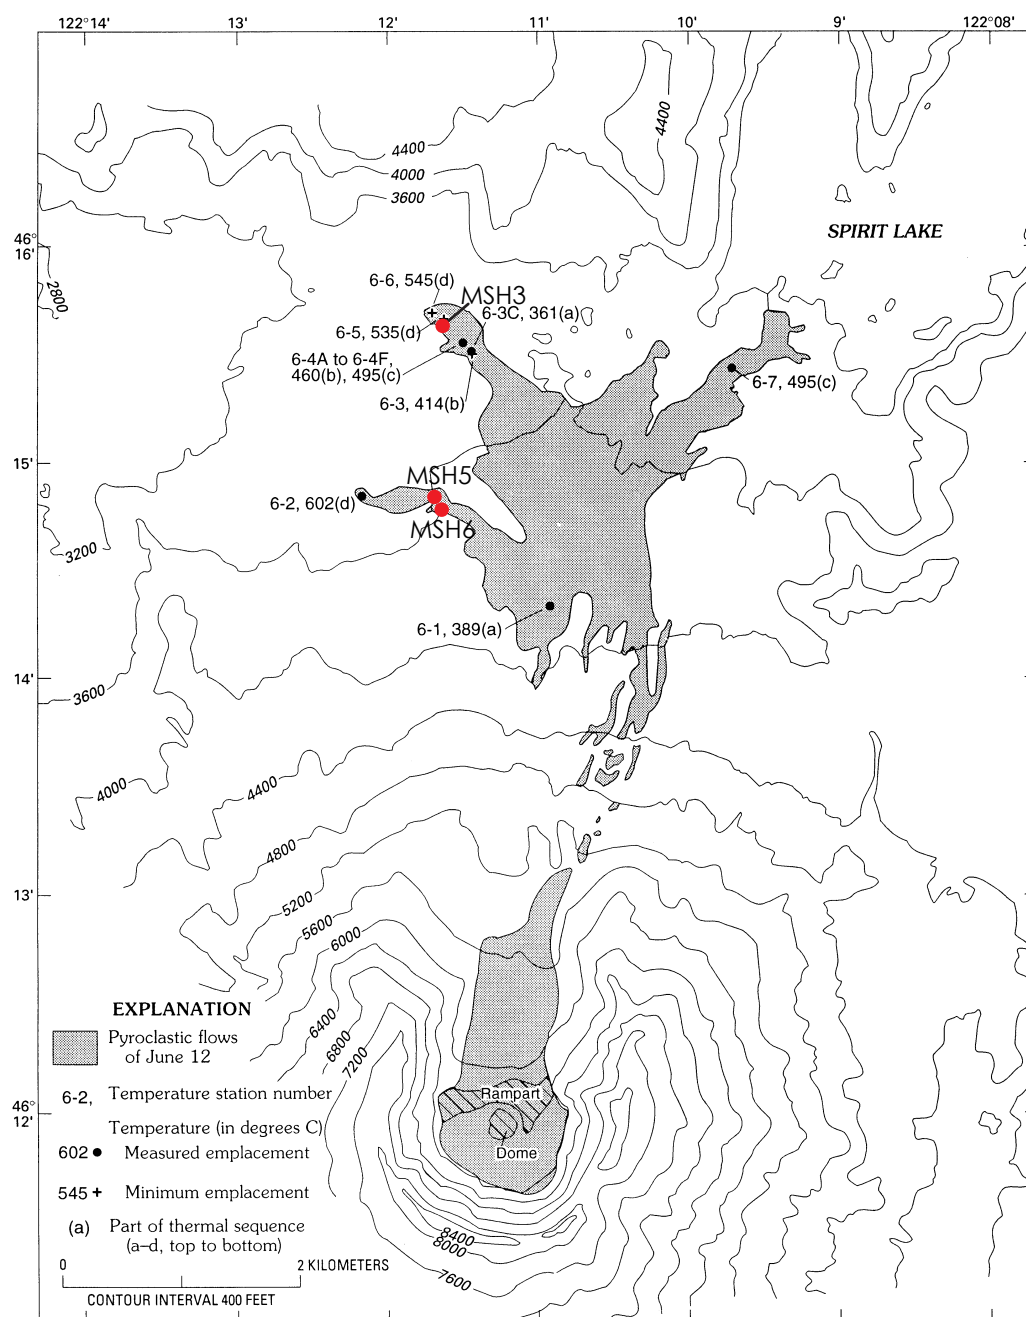 122°14'
13'
12'
11'
10'
9'
122°08'
4400
4400
4000
3600
46°
16'
SPIRIT LAKE
2800
6-6, 545(d)
MSH3
6-3C, 361(a)
6-5, 535(d)
6-4A to 6-4F,
460(b), 495(c)
6-7, 495(c)
6-3, 414(b)
15'
MSH5
6-2, 602(d)
MSH6
3200
6-1, 389(a)
14'
3600
4000
4400
4800
13'
5200
5600
6000
EXPLANATION
6400
Pyroclastic flows
of June 12
6800
7200
6-2, Temperature station number
Rampart
46°
12'
Temperature (in degrees C)
602 Measured emplacement
Dome
545 + Minimum emplacement
(a) Part of thermal sequence
(a–d, top to bottom)
8400
8000
7600
0 2 KILOMETERS
CONTOUR INTERVAL 400 FEET
12'
11'
10'
9'